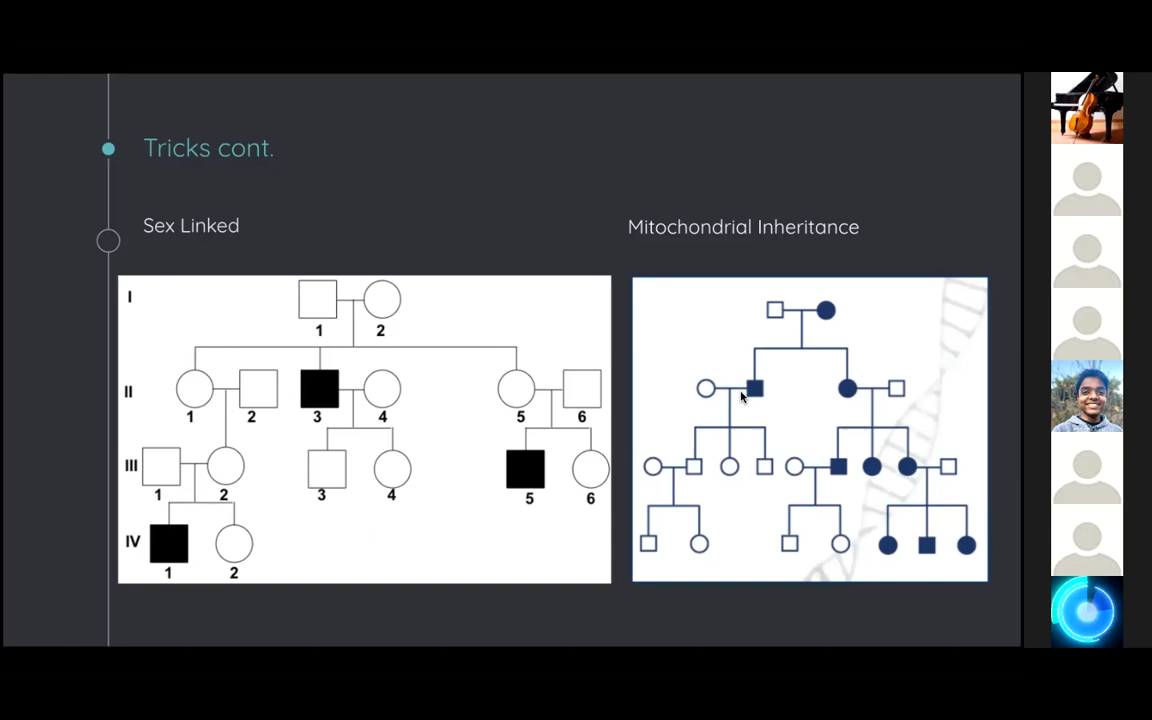 Tricks cont.
Sex Linked
Mitochondrial Inheritance
I
1 2
II
1 2 3 4 5 6
III
1 2 3 4 5 6
IV
1 2